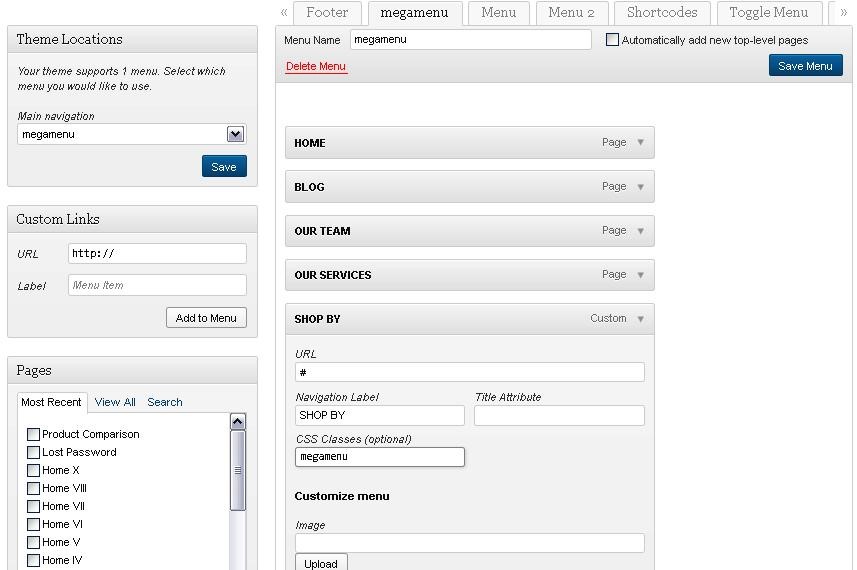 Theme Locations
Your theme supports 1 menu. Select which
menu you would like to use.
Main navigation
megamenu
Save
Custom Links
URL http://
Label Menu Item
Add to Menu
Pages
Most Recent View All Search
Product Comparison
Lost Password
Home X
Home VIII
Home VII
Home VI
Home V
Home IV
« Footer megamenu Menu Menu 2 Shortcodes Toggle Menu »
Menu Name megamenu Automatically add new top-level pages
Delete Menu Save Menu
HOME Page
BLOG Page
OUR TEAM Page
OUR SERVICES Page
SHOP BY Custom
URL
#
Navigation Label Title Attribute
SHOP BY
CSS Classes (optional)
megamenu
Customize menu
Image
Upload